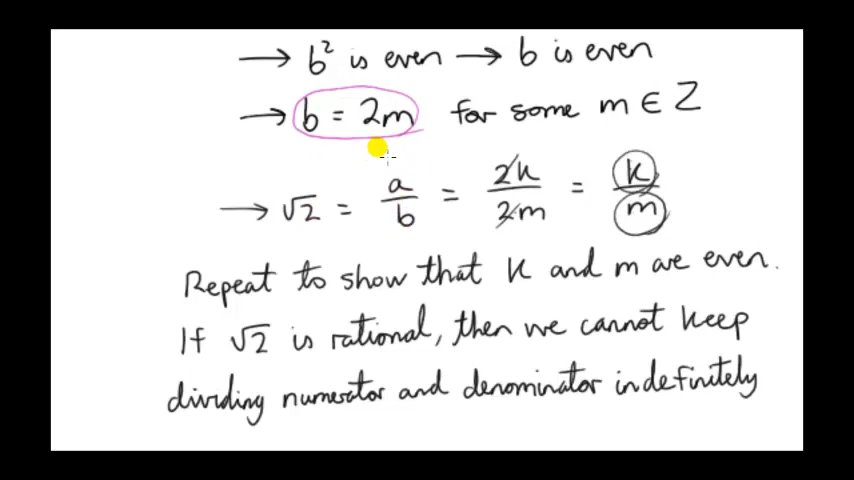 → b² is even → b is even
→ b = 2m for some m ∈ Z
→ √2 = a/b = 2k/2m = k/m
Repeat to show that k and m are even.
If √2 is rational, then we cannot keep
dividing numerator and denominator indefinitely